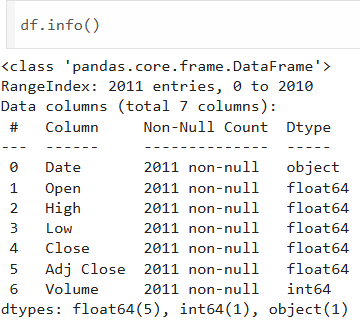 df.info()
<class 'pandas.core.frame.DataFrame'>
RangeIndex: 2011 entries, 0 to 2010
Data columns (total 7 columns):
 #   Column     Non-Null Count  Dtype
---  ------     --------------  -----
 0   Date       2011 non-null   object
 1   Open       2011 non-null   float64
 2   High       2011 non-null   float64
 3   Low        2011 non-null   float64
 4   Close      2011 non-null   float64
 5   Adj Close  2011 non-null   float64
 6   Volume     2011 non-null   int64
dtypes: float64(5), int64(1), object(1)